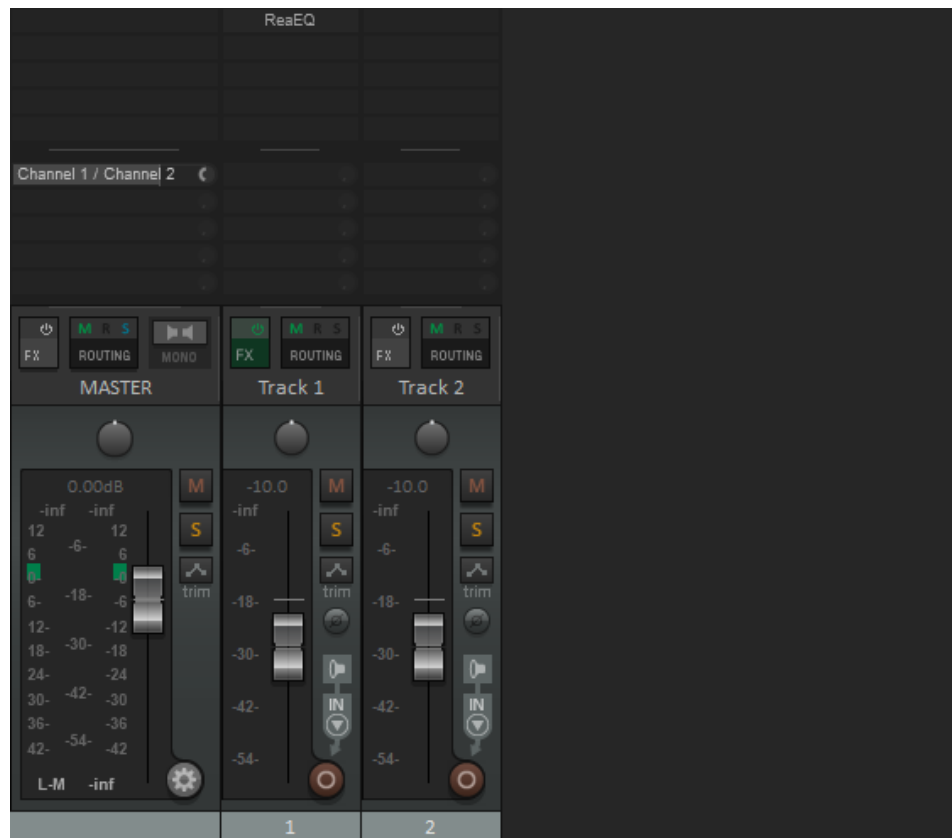 ReaEQ
Channel 1 / Channel 2
FX
M R S
ROUTING
MONO
FX
M R S
ROUTING
FX
M R S
ROUTING
MASTER
Track 1
Track 2
0.00dB
-inf -inf
12 12
-6-
6 6
0- -0
-18-
6- -6
12- -12
-30-
18- -18
24- -24
-42-
30- -30
36- -36
-54-
42- -42
L-M -inf
M
S
trim
-10.0
-inf
-6-
-18-
-30-
-42-
-54-
M
S
trim
IN
-10.0
-inf
-6-
-18-
-30-
-42-
-54-
M
S
trim
IN
1
2